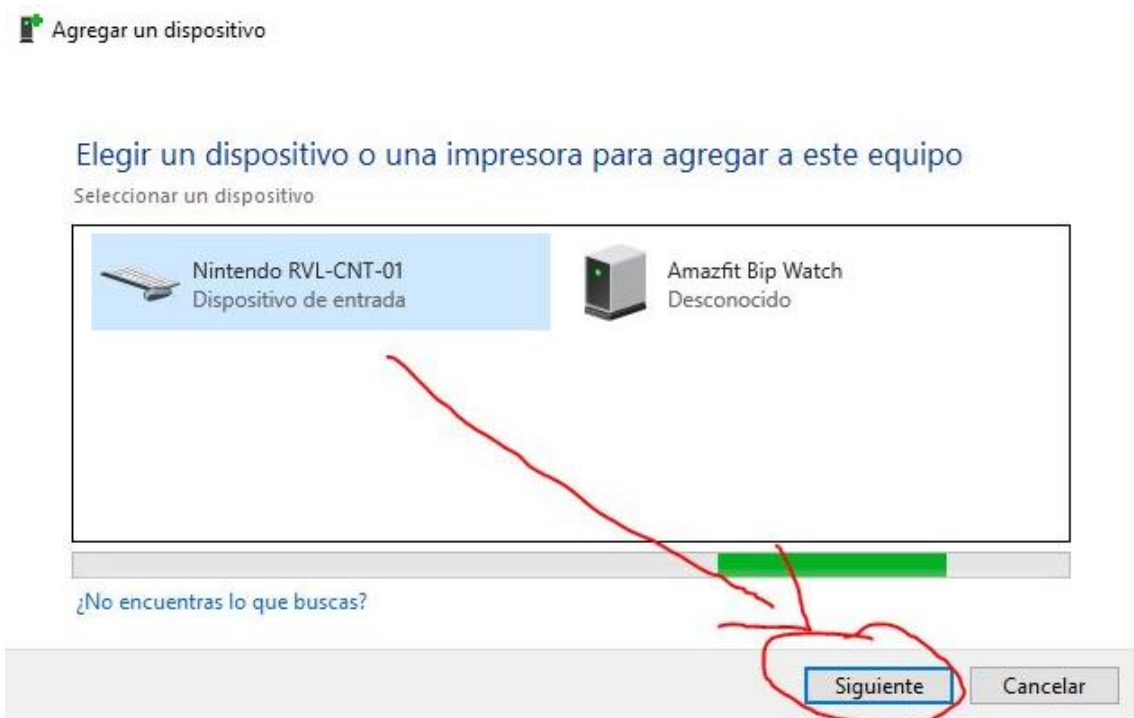 Agregar un dispositivo
Elegir un dispositivo o una impresora para agregar a este equipo
Seleccionar un dispositivo
Nintendo RVL-CNT-01
Dispositivo de entrada
Amazfit Bip Watch
Desconocido
¿No encuentras lo que buscas?
Siguiente
Cancelar